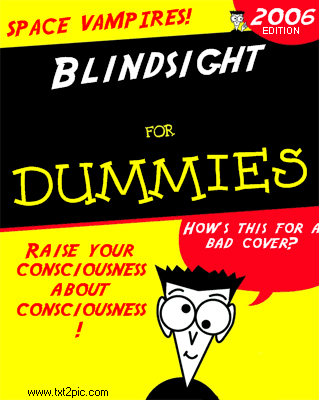 SPACE VAMPIRES!
2006
EDITION
BLINDSIGHT
FOR
DUMMIES
HOW'S THIS FOR A
BAD COVER?
RAISE YOUR
CONSCIOUSNESS
ABOUT
CONSCIOUSNESS
!
www.txt2pic.com